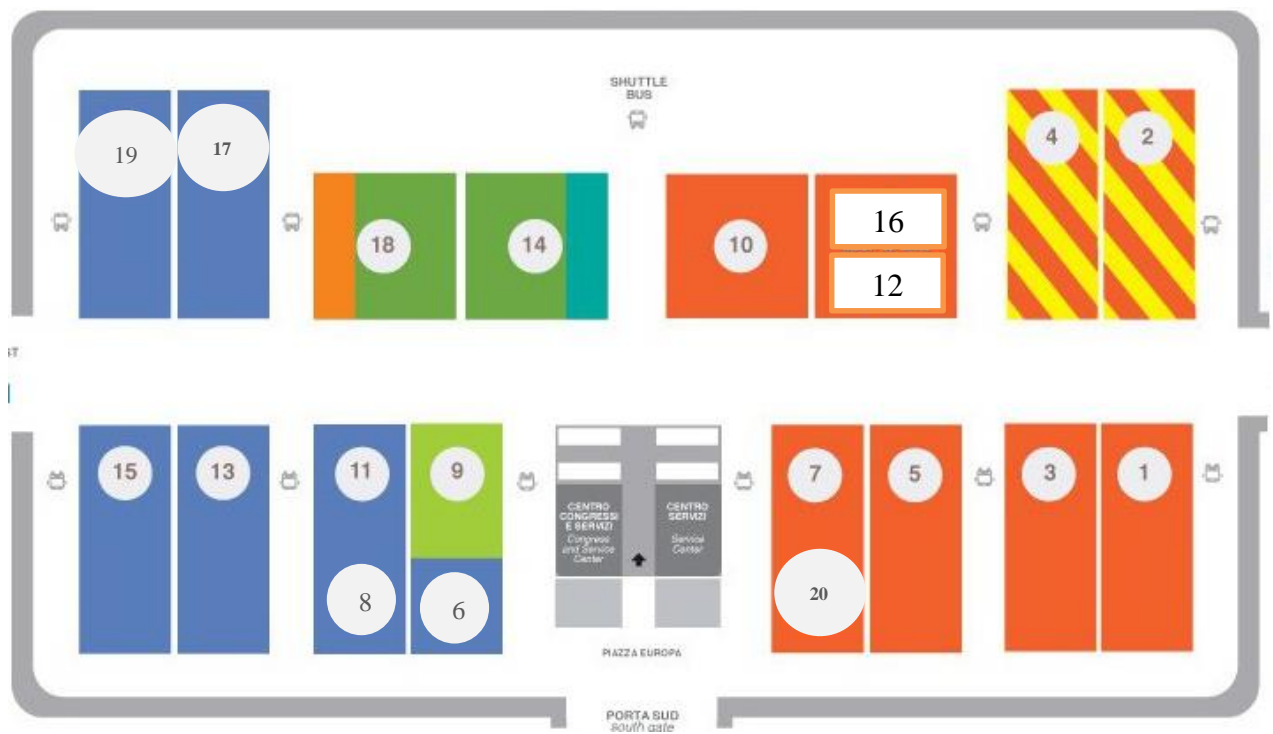 SHUTTLE
BUS
19
17
4
2
18
14
10
16
12
ST
15
13
11
9
7
5
3
1
CENTRO
CONGRESSI
E SERVIZI
Congress
and Service
Center
CENTRO
SERVIZI
Service
Center
8
6
20
PIAZZA EUROPA
PORTA SUD
south gate